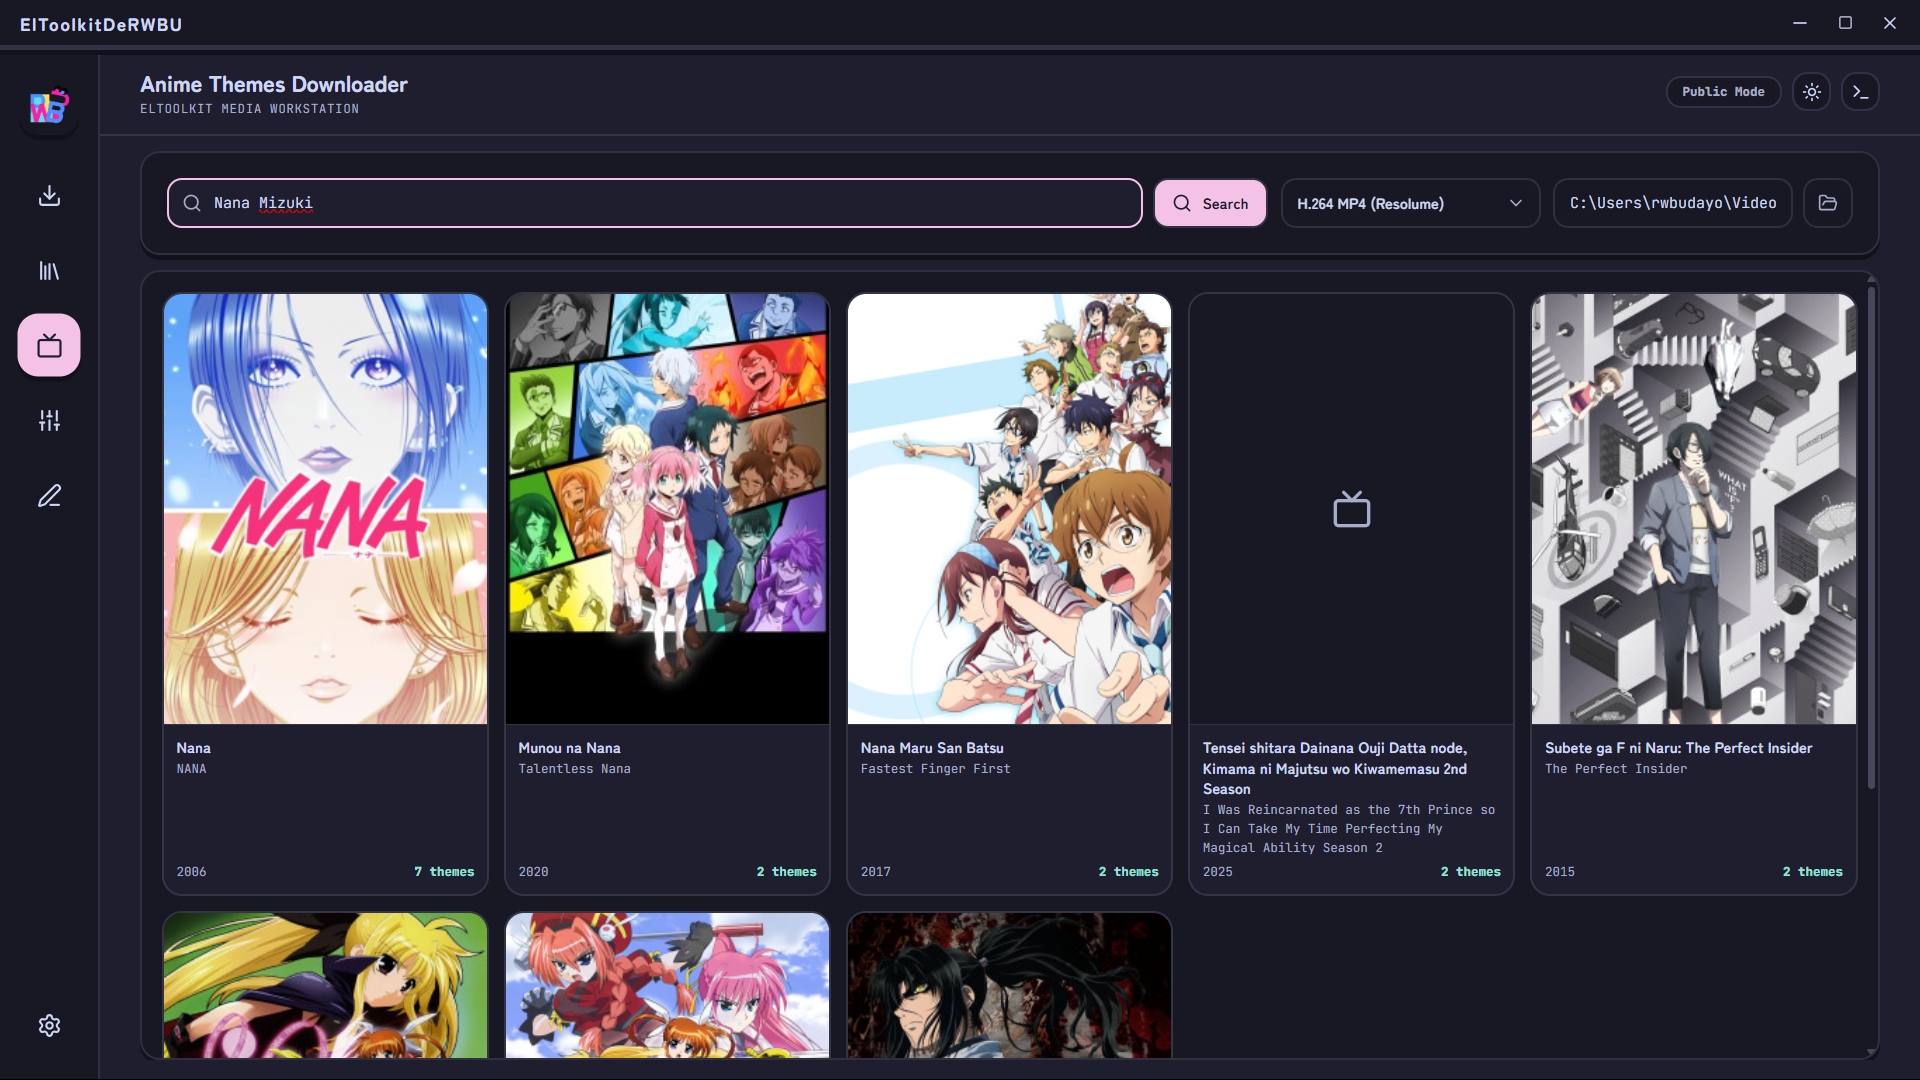 ElToolkitDeRWBU
Anime Themes Downloader
ELTOOLKIT MEDIA WORKSTATION
Public Mode
Nana Mizuki
Search
H.264 MP4 (Resolume)
C:\Users\rwbudayo\Video
NANA
ナナ
WHAT
IS
"F"?
Nana
NANA
2006
7 themes
Munou na Nana
Talentless Nana
2020
2 themes
Nana Maru San Batsu
Fastest Finger First
2017
2 themes
Tensei shitara Dainana Ouji Datta node,
Kimama ni Majutsu wo Kiwamemasu 2nd
Season
I Was Reincarnated as the 7th Prince so
I Can Take My Time Perfecting My
Magical Ability Season 2
2025
2 themes
Subete ga F ni Naru: The Perfect Insider
The Perfect Insider
2015
2 themes